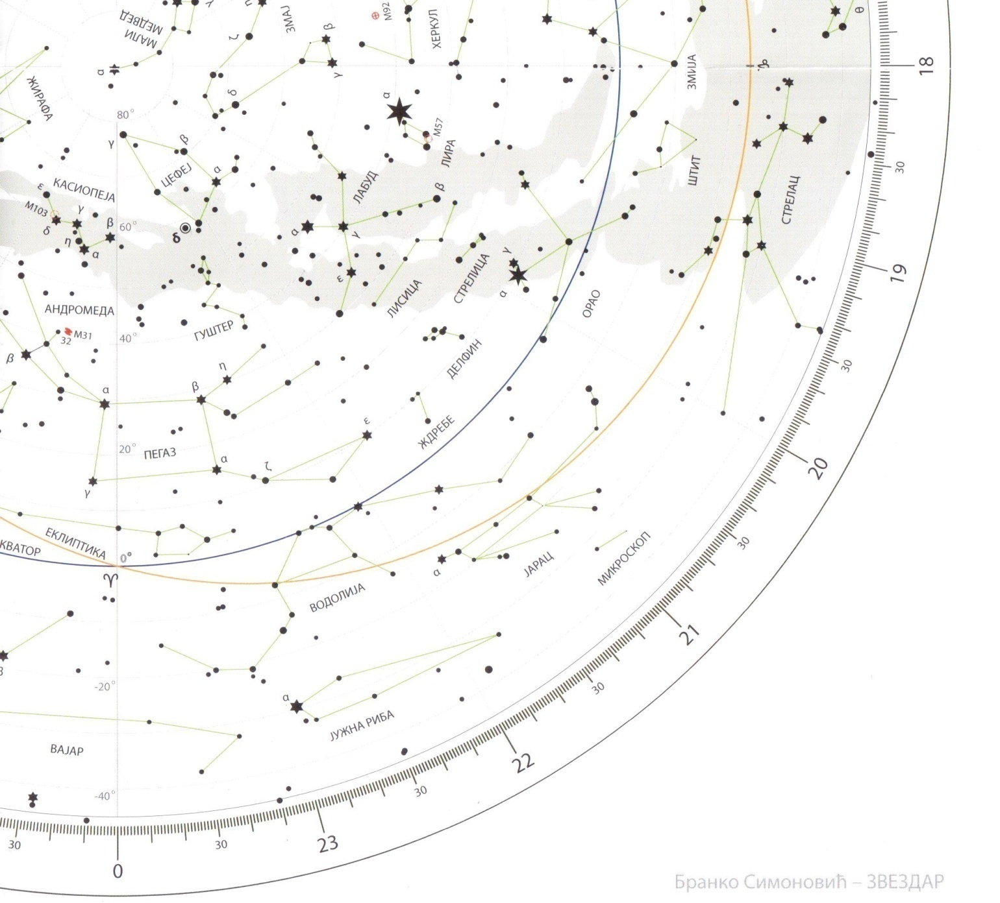 МАЛИ
МЕДВЕД
ЗМАЈ
β
M92
ХЕРКУЛ
θ
ζ
α
γ
18
ЖИРАФА
δ
α
ЗМИЈА
80°
M57
γ
β
ЛИРА
ЦЕФЕЈ
α
ШТИТ
30
КАСИОПЕЈА
ε
ЛАБУД
β
СТРЕЛАЦ
M103
γ
δ
β
60°
δ
α
γ
η
α
γ
19
ε
α
СТРЕЛИЦА
ЛИСИЦА
ОРАО
АНДРОМЕДА
M31
32
ГУШТЕР
40°
β
ДЕЛФИН
30
η
α
β
ε
ЖДРЕБЕ
20°
ПЕГАЗ
α
ζ
20
γ
ЕКЛИПТИКА
КВАТОР
0°
♈
30
α
ЈАРАЦ
МИКРОСКОП
ВОДОЛИЈА
21
β
-20°
α
30
ЈУЖНА РИБА
ВАЈАР
22
-40°
30
30
30
23
0
Бранко Симоновић – ЗВЕЗДАР